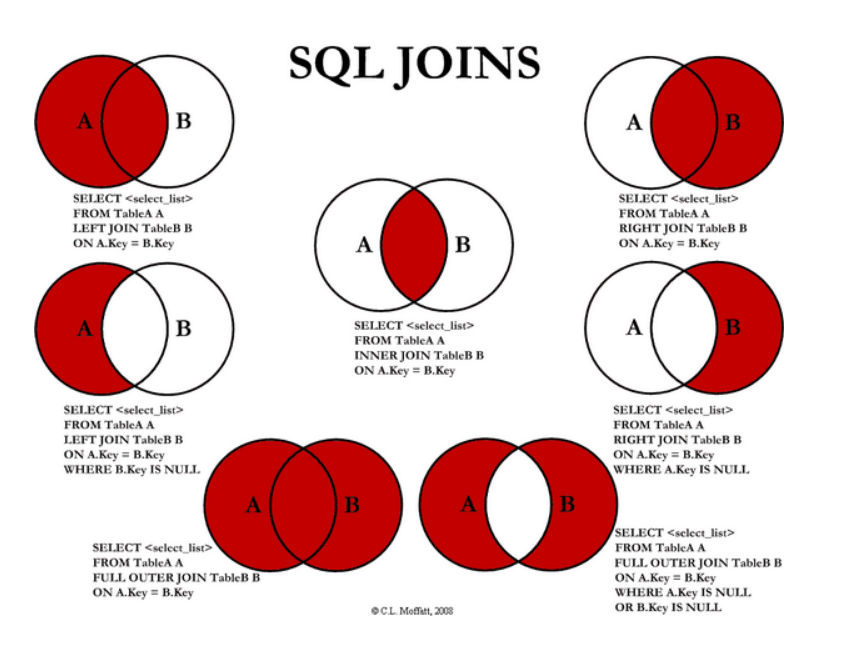 SQL JOINS
A
B
SELECT <select_list>
FROM TableA A
LEFT JOIN TableB B
ON A.Key = B.Key
A
B
SELECT <select_list>
FROM TableA A
RIGHT JOIN TableB B
ON A.Key = B.Key
A
B
SELECT <select_list>
FROM TableA A
INNER JOIN TableB B
ON A.Key = B.Key
A
B
SELECT <select_list>
FROM TableA A
LEFT JOIN TableB B
ON A.Key = B.Key
WHERE B.Key IS NULL
A
B
SELECT <select_list>
FROM TableA A
RIGHT JOIN TableB B
ON A.Key = B.Key
WHERE A.Key IS NULL
A
B
SELECT <select_list>
FROM TableA A
FULL OUTER JOIN TableB B
ON A.Key = B.Key
A
B
SELECT <select_list>
FROM TableA A
FULL OUTER JOIN TableB B
ON A.Key = B.Key
WHERE A.Key IS NULL
OR B.Key IS NULL
© C.L. Moffatt, 2008